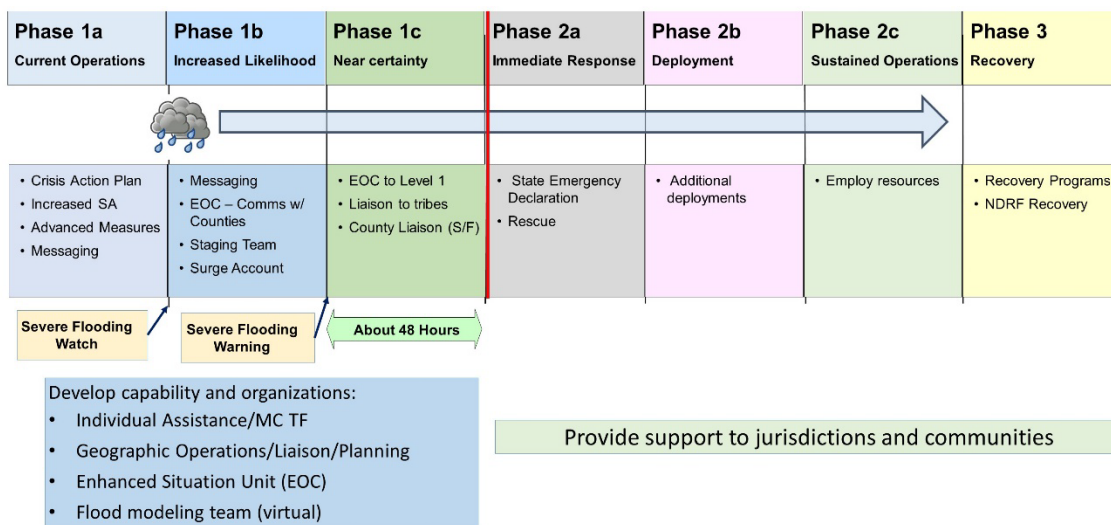 Phase 1a
Current Operations
Phase 1b
Increased Likelihood
Phase 1c
Near certainty
Phase 2a
Immediate Response
Phase 2b
Deployment
Phase 2c
Sustained Operations
Phase 3
Recovery
• Crisis Action Plan
• Increased SA
• Advanced Measures
• Messaging
• Messaging
• EOC – Comms w/
Counties
• Staging Team
• Surge Account
• EOC to Level 1
• Liaison to tribes
• County Liaison (S/F)
• State Emergency
Declaration
• Rescue
• Additional
deployments
• Employ resources
• Recovery Programs
• NDRF Recovery
Severe Flooding
Watch
Severe Flooding
Warning
About 48 Hours
Develop capability and organizations:
• Individual Assistance/MC TF
• Geographic Operations/Liaison/Planning
• Enhanced Situation Unit (EOC)
• Flood modeling team (virtual)
Provide support to jurisdictions and communities